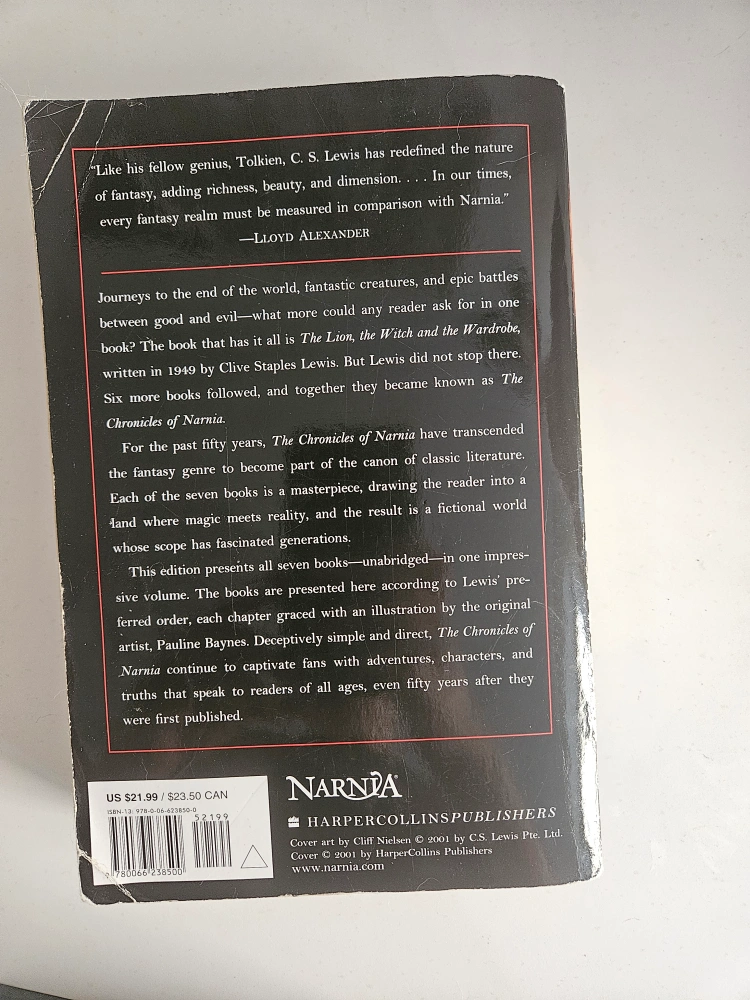 “Like his fellow genius, Tolkien, C. S. Lewis has redefined the nature
of fantasy, adding richness, beauty, and dimension. . . . In our times,
every fantasy realm must be measured in comparison with Narnia.”
—LLOYD ALEXANDER
Journeys to the end of the world, fantastic creatures, and epic battles
between good and evil—what more could any reader ask for in one
book? The book that has it all is The Lion, the Witch and the Wardrobe,
written in 1949 by Clive Staples Lewis. But Lewis did not stop there.
Six more books followed, and together they became known as The
Chronicles of Narnia.
For the past fifty years, The Chronicles of Narnia have transcended
the fantasy genre to become part of the canon of classic literature.
Each of the seven books is a masterpiece, drawing the reader into a
land where magic meets reality, and the result is a fictional world
whose scope has fascinated generations.
This edition presents all seven books—unabridged—in one impres-
sive volume. The books are presented here according to Lewis’ pre-
ferred order, each chapter graced with an illustration by the original
artist, Pauline Baynes. Deceptively simple and direct, The Chronicles of
Narnia continue to captivate fans with adventures, characters, and
truths that speak to readers of all ages, even fifty years after they
were first published.
US $21.99 / $23.50 CAN
ISBN-13: 978-0-06-623850-0
52199
780066 238500
NARNIA®
HARPERCOLLINSPUBLISHERS
Cover art by Cliff Nielsen © 2001 by C.S. Lewis Pte. Ltd.
Cover © 2001 by HarperCollins Publishers
www.narnia.com